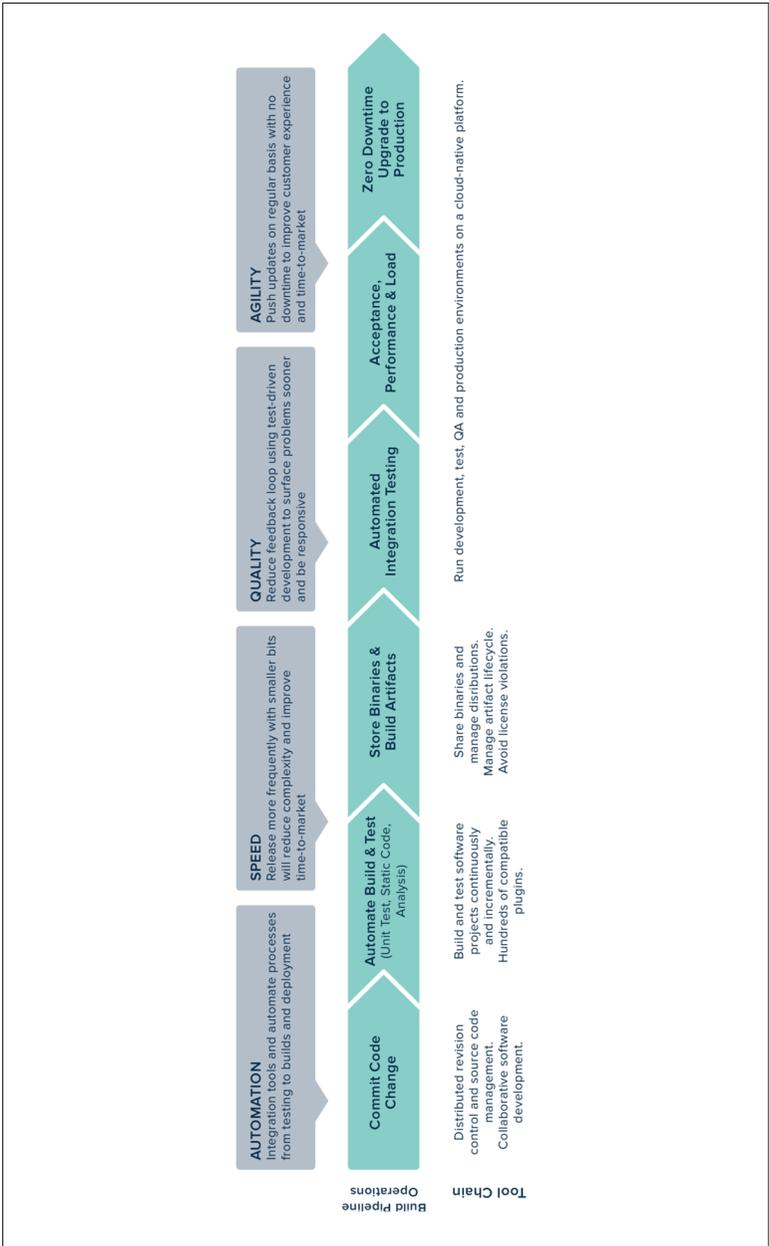 AUTOMATION
Integration tools and automate processes
from testing to builds and deployment
SPEED
Release more frequently with smaller bits
will reduce complexity and improve
time-to-market
QUALITY
Reduce feedback loop using test-driven
development to surface problems sooner
and be responsive
AGILITY
Push updates on regular basis with no
downtime to improve customer experience
and time-to-market
Build Pipeline
Operations
Commit Code
Change
Automate Build & Test
(Unit Test, Static Code,
Analysis)
Store Binaries &
Build Artifacts
Automated
Integration Testing
Acceptance,
Performance & Load
Zero Downtime
Upgrade to
Production
Tool Chain
Distributed revision
control and source code
management.
Collaborative software
development.
Build and test software
projects continuously
and incrementally.
Hundreds of compatible
plugins.
Share binaries and
manage disributions.
Manage artifact lifecycle.
Avoid license violations.
Run development, test, QA and production environments on a cloud-native platform.